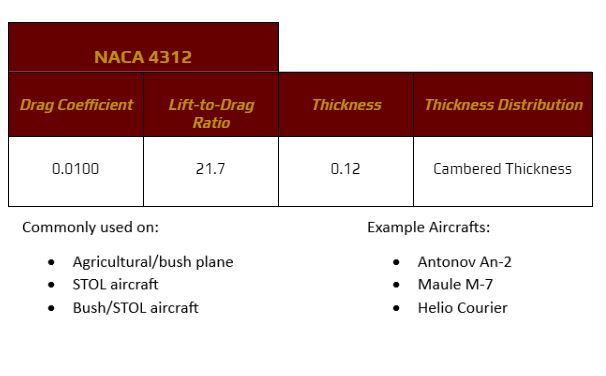 NACA 4312
Drag Coefficient
Lift-to-Drag Ratio
Thickness
Thickness Distribution
0.0100
21.7
0.12
Cambered Thickness
Commonly used on:
• Agricultural/bush plane
• STOL aircraft
• Bush/STOL aircraft
Example Aircrafts:
• Antonov An-2
• Maule M-7
• Helio Courier